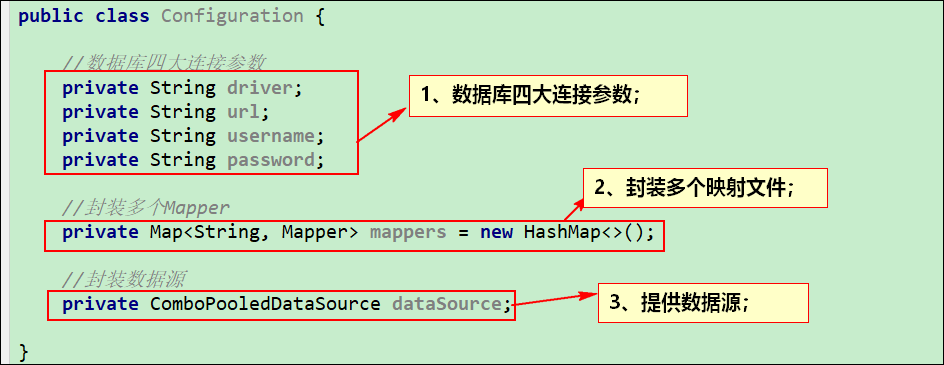 public class Configuration {
//数据库四大连接参数
private String driver;
private String url;
private String username;
private String password;
1、数据库四大连接参数；
//封装多个Mapper
private Map<String, Mapper> mappers = new HashMap<>();
2、封装多个映射文件；
//封装数据源
private ComboPooledDataSource dataSource;
3、提供数据源；
}